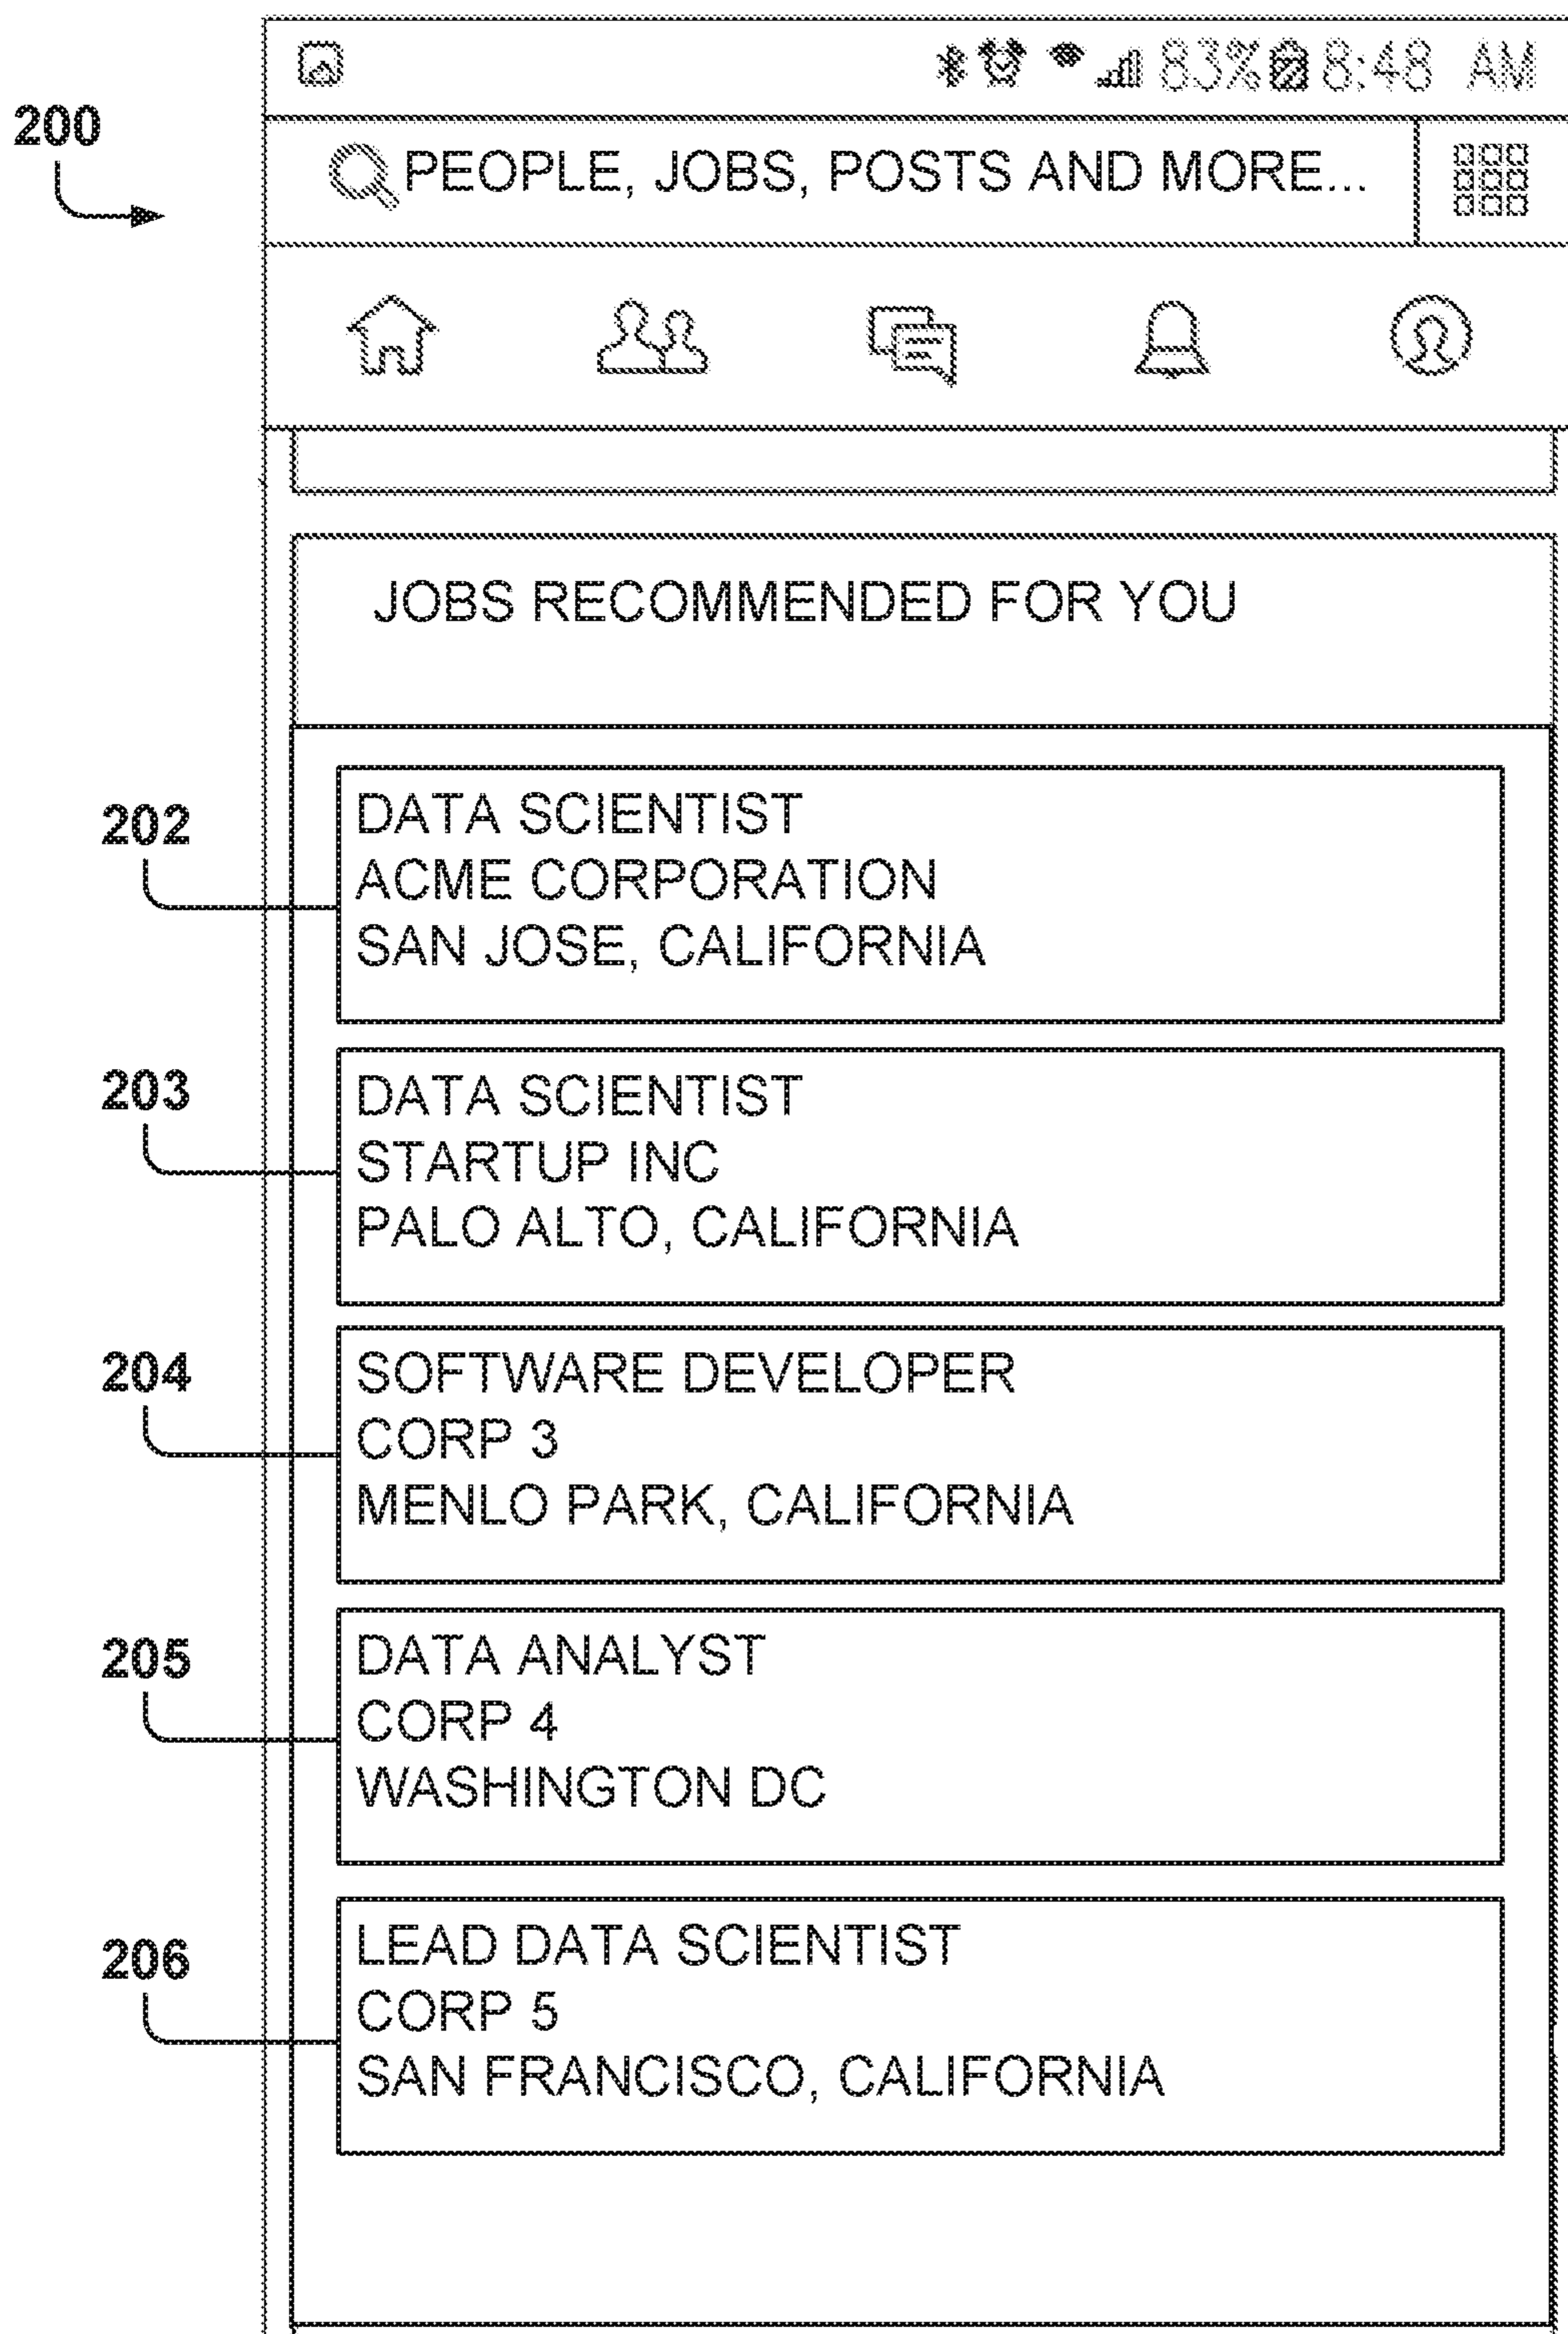 83% 8:48 AM
200
PEOPLE, JOBS, POSTS AND MORE...
JOBS RECOMMENDED FOR YOU
202
DATA SCIENTIST
ACME CORPORATION
SAN JOSE, CALIFORNIA
203
DATA SCIENTIST
STARTUP INC
PALO ALTO, CALIFORNIA
204
SOFTWARE DEVELOPER
CORP 3
MENLO PARK, CALIFORNIA
205
DATA ANALYST
CORP 4
WASHINGTON DC
206
LEAD DATA SCIENTIST
CORP 5
SAN FRANCISCO, CALIFORNIA